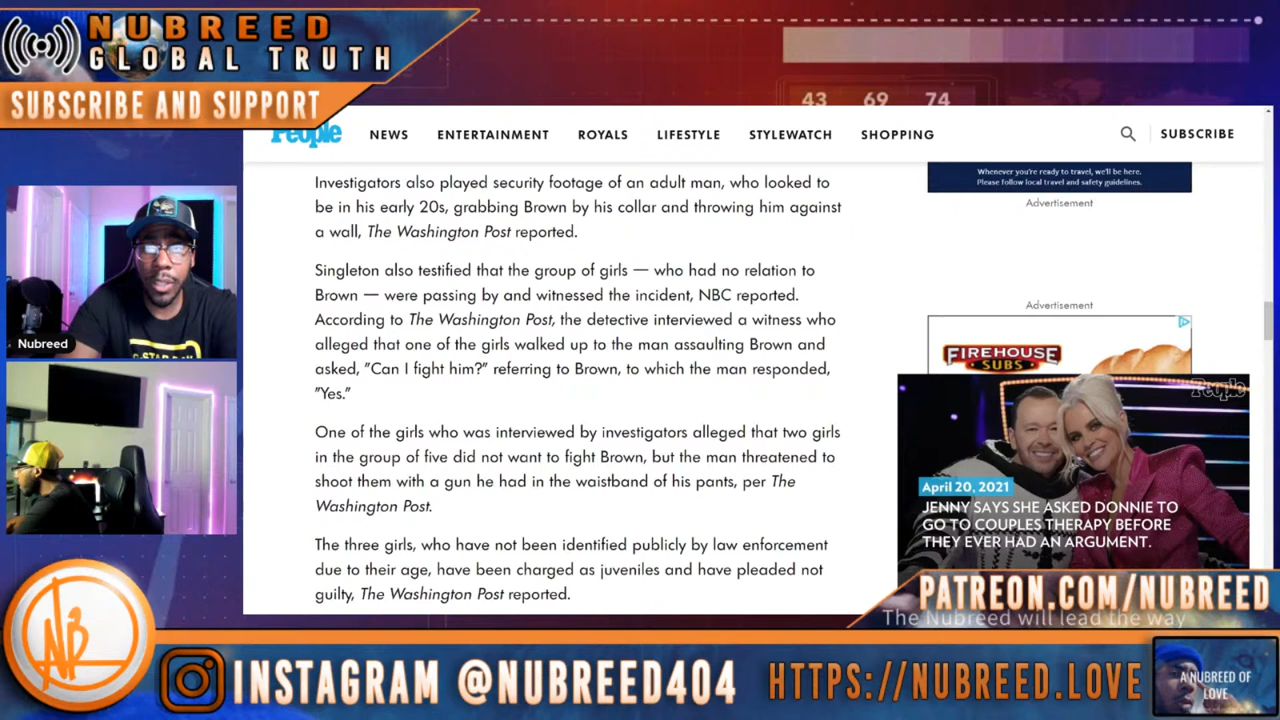 NUBREED
GLOBAL TRUTH
SUBSCRIBE AND SUPPORT
43 69 74
People
NEWS ENTERTAINMENT ROYALS LIFESTYLE STYLEWATCH SHOPPING SUBSCRIBE
Investigators also played security footage of an adult man, who looked to
be in his early 20s, grabbing Brown by his collar and throwing him against
a wall, The Washington Post reported.
Singleton also testified that the group of girls — who had no relation to
Brown — were passing by and witnessed the incident, NBC reported.
According to The Washington Post, the detective interviewed a witness who
alleged that one of the girls walked up to the man assaulting Brown and
asked, "Can I fight him?" referring to Brown, to which the man responded,
"Yes."
One of the girls who was interviewed by investigators alleged that two girls
in the group of five did not want to fight Brown, but the man threatened to
shoot them with a gun he had in the waistband of his pants, per The
Washington Post.
The three girls, who have not been identified publicly by law enforcement
due to their age, have been charged as juveniles and have pleaded not
guilty, The Washington Post reported.
Whenever you're ready to travel, we'll be here.
Please follow local travel and safety guidelines.
Advertisement
Advertisement
FIREHOUSE
SUBS
People
April 20, 2021
JENNY SAYS SHE ASKED DONNIE TO
GO TO COUPLES THERAPY BEFORE
THEY EVER HAD AN ARGUMENT.
Nubreed
PATREON.COM/NUBREED
The Nubreed will lead the way
INSTAGRAM @NUBREED404
HTTPS://NUBREED.LOVE
A NUBREED OF
LOVE